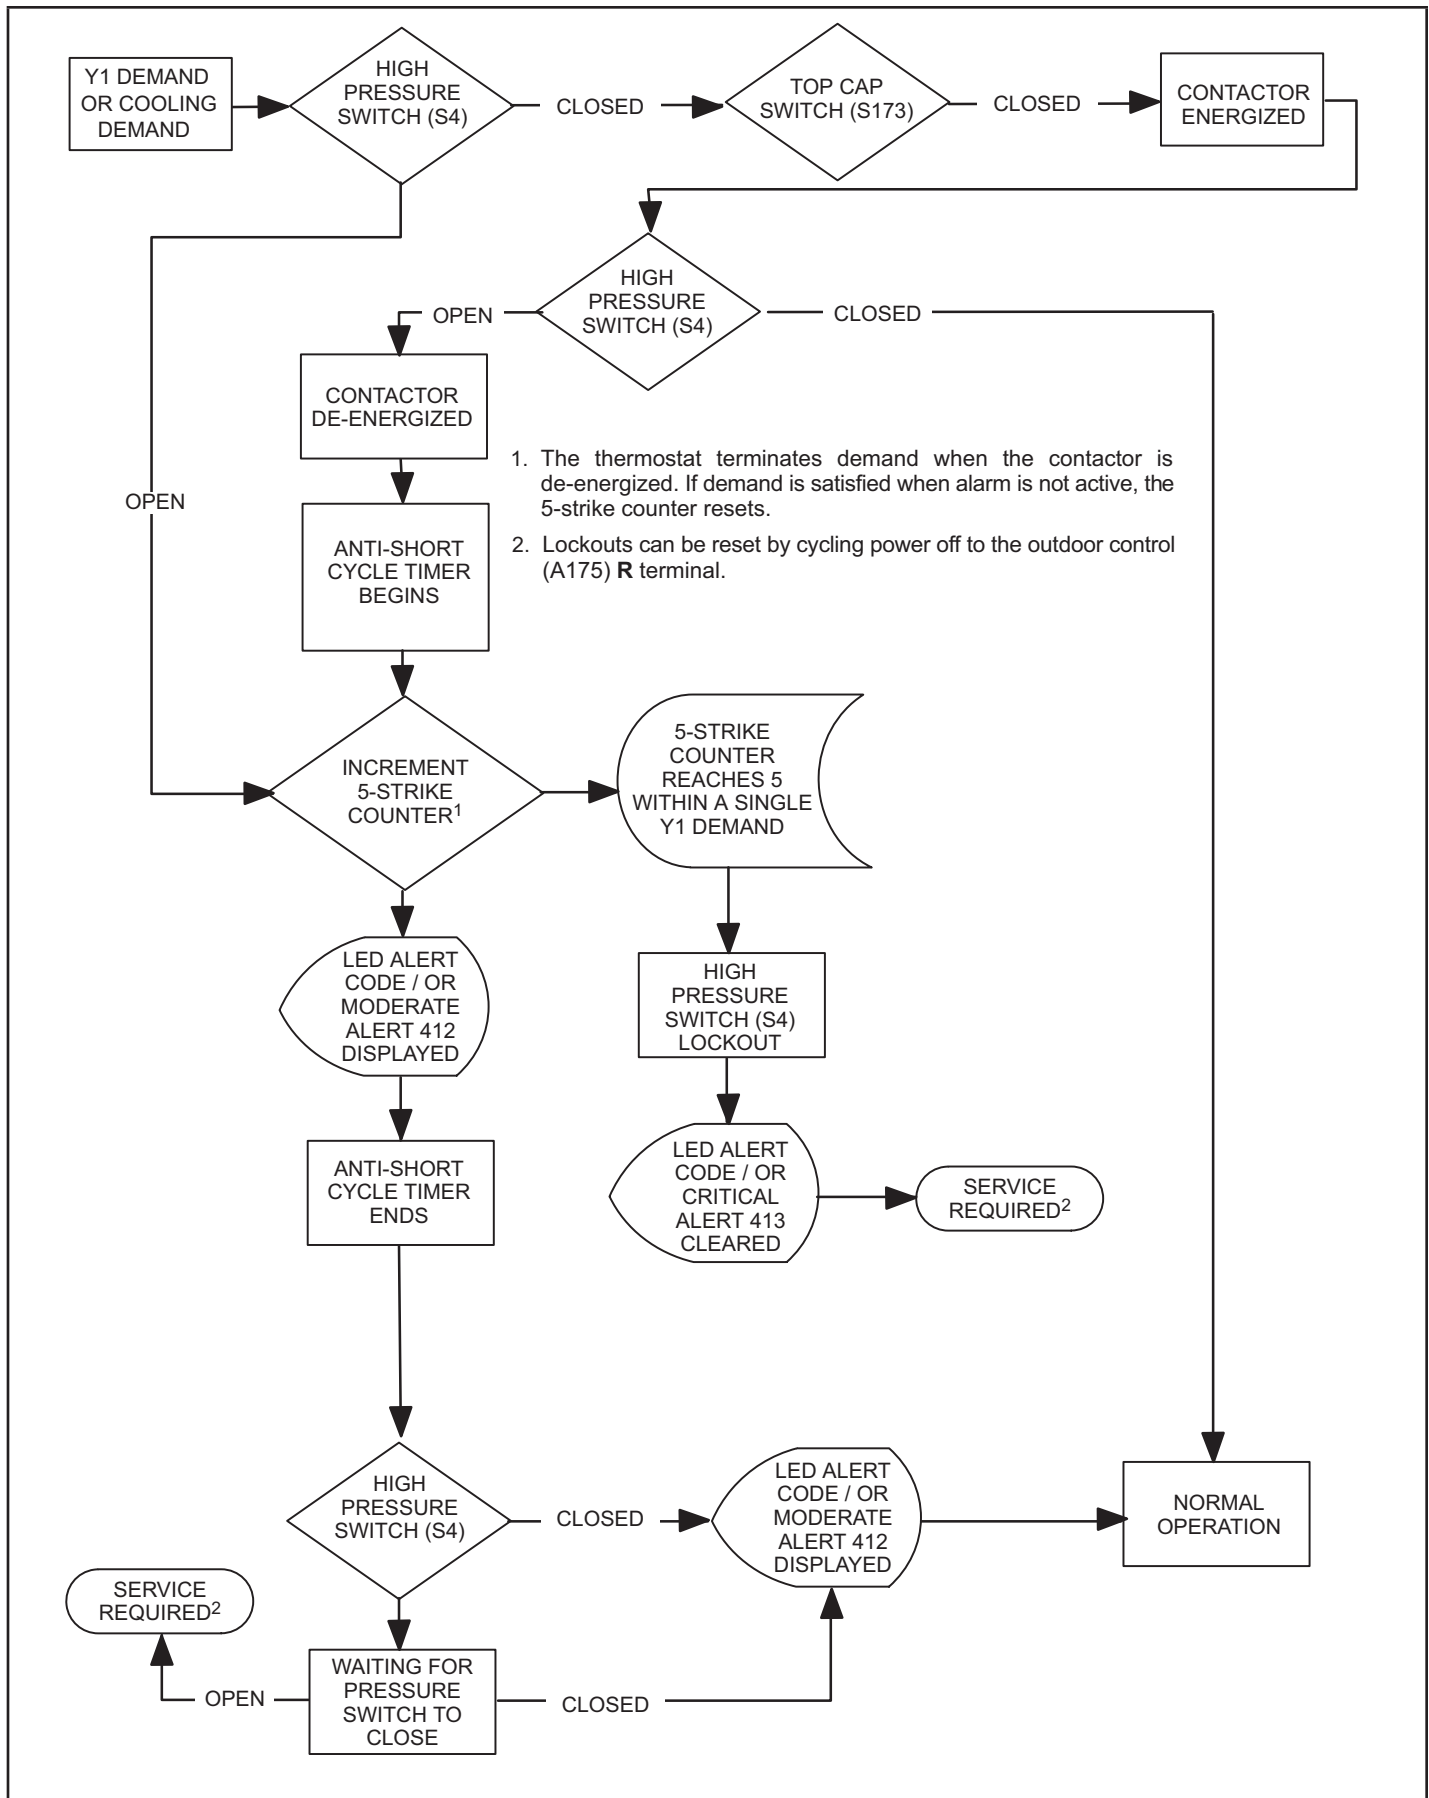 Y1 DEMAND
OR COOLING
DEMAND
HIGH
PRESSURE
SWITCH (S4)
CLOSED
TOP CAP
SWITCH (S173)
CLOSED
CONTACTOR
ENERGIZED
HIGH
PRESSURE
SWITCH (S4)
OPEN
CLOSED
CONTACTOR
DE-ENERGIZED
1. The thermostat terminates demand when the contactor is
de-energized. If demand is satisfied when alarm is not active, the
5-strike counter resets.
2. Lockouts can be reset by cycling power off to the outdoor control
(A175) R terminal.
OPEN
ANTI-SHORT
CYCLE TIMER
BEGINS
INCREMENT
5-STRIKE
COUNTER1
5-STRIKE
COUNTER
REACHES 5
WITHIN A SINGLE
Y1 DEMAND
LED ALERT
CODE / OR
MODERATE
ALERT 412
DISPLAYED
HIGH
PRESSURE
SWITCH (S4)
LOCKOUT
ANTI-SHORT
CYCLE TIMER
ENDS
LED ALERT
CODE / OR
CRITICAL
ALERT 413
CLEARED
SERVICE
REQUIRED2
HIGH
PRESSURE
SWITCH (S4)
CLOSED
LED ALERT
CODE / OR
MODERATE
ALERT 412
DISPLAYED
NORMAL
OPERATION
SERVICE
REQUIRED2
OPEN
WAITING FOR
PRESSURE
SWITCH TO
CLOSE
CLOSED